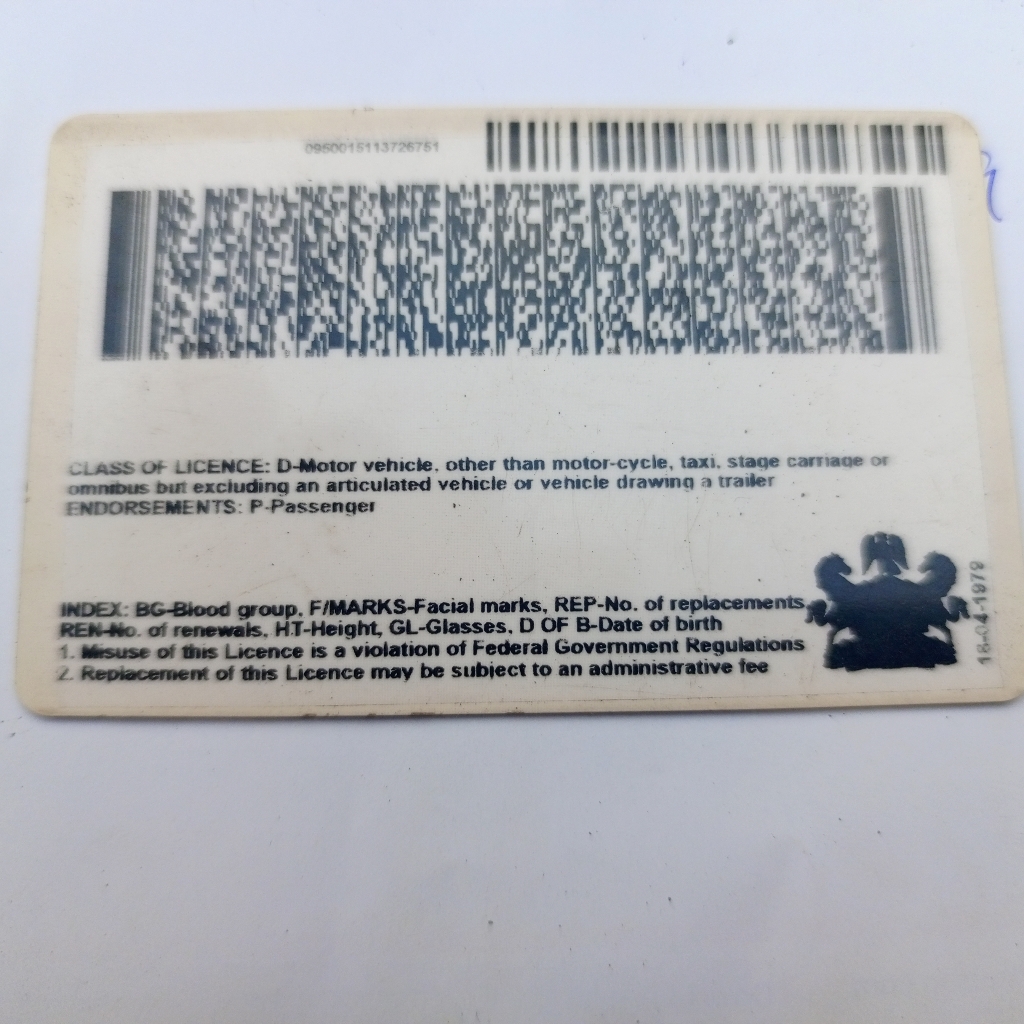 0950015113726751
CLASS OF LICENCE: D-Motor vehicle, other than motor-cycle, taxi, stage carriage or
omnibus but excluding an articulated vehicle or vehicle drawing a trailer
ENDORSEMENTS: P-Passenger
INDEX: BG-Blood group, F/MARKS-Facial marks, REP-No. of replacements
REN-No. of renewals, HT-Height, GL-Glasses, D OF B-Date of birth
1. Misuse of this Licence is a violation of Federal Government Regulations
2. Replacement of this Licence may be subject to an administrative fee
18-04-1979